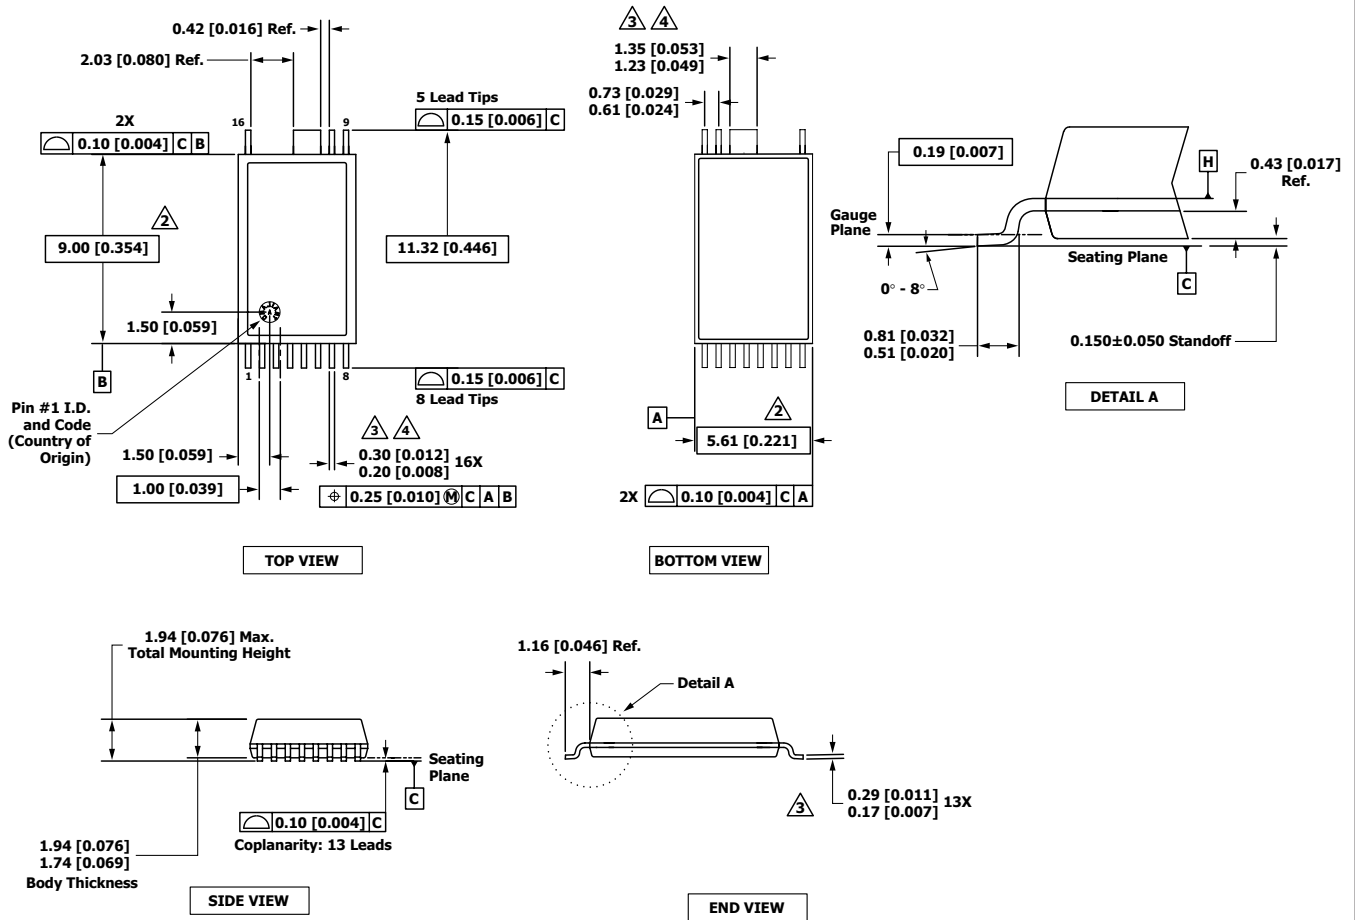 0.42 [0.016] Ref.
2.03 [0.080] Ref.
2X
0.10 [0.004] C B
16
9
5 Lead Tips
0.15 [0.006] C
2
9.00 [0.354]
11.32 [0.446]
1.50 [0.059]
B
1
8
0.15 [0.006] C
8 Lead Tips
Pin #1 I.D.
and Code
(Country of
Origin)
1.50 [0.059]
1.00 [0.039]
3 4
0.30 [0.012]
0.20 [0.008]
16X
⌖ 0.25 [0.010] Ⓜ C A B
TOP VIEW
3 4
1.35 [0.053]
1.23 [0.049]
0.73 [0.029]
0.61 [0.024]
A
2
5.61 [0.221]
2X
0.10 [0.004] C A
BOTTOM VIEW
0.19 [0.007]
H
0.43 [0.017]
Ref.
Gauge
Plane
Seating Plane
C
0° - 8°
0.81 [0.032]
0.51 [0.020]
0.150±0.050 Standoff
DETAIL A
1.94 [0.076] Max.
Total Mounting Height
Seating
Plane
C
0.10 [0.004] C
Coplanarity: 13 Leads
1.94 [0.076]
1.74 [0.069]
Body Thickness
SIDE VIEW
1.16 [0.046] Ref.
Detail A
3
0.29 [0.011]
0.17 [0.007]
13X
END VIEW